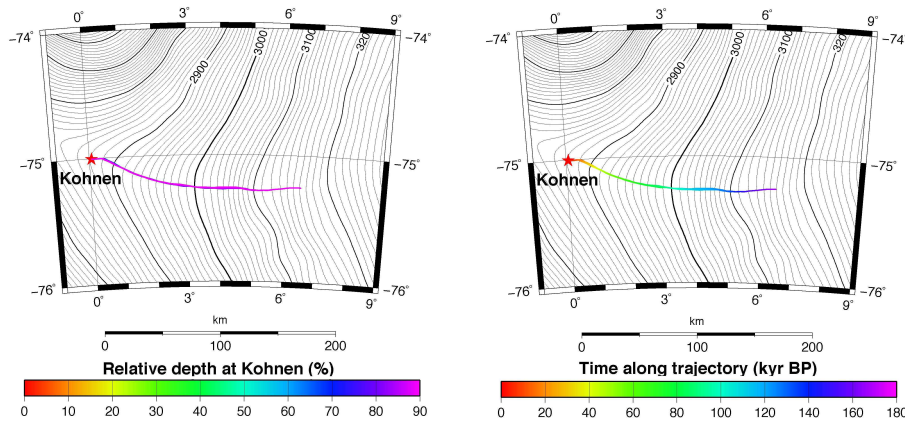 0° 3° 6° 9°
−74° −74°
2900 3000 3100 320
−75° −75°
Kohnen
−76° −76°
0° 3° 6° 9°
km
0 100 200
Relative depth at Kohnen (%)
0 10 20 30 40 50 60 70 80 90
0° 3° 6° 9°
−74° −74°
2900 3000 3100 320
−75° −75°
Kohnen
−76° −76°
0° 3° 6° 9°
km
0 100 200
Time along trajectory (kyr BP)
0 20 40 60 80 100 120 140 160 180